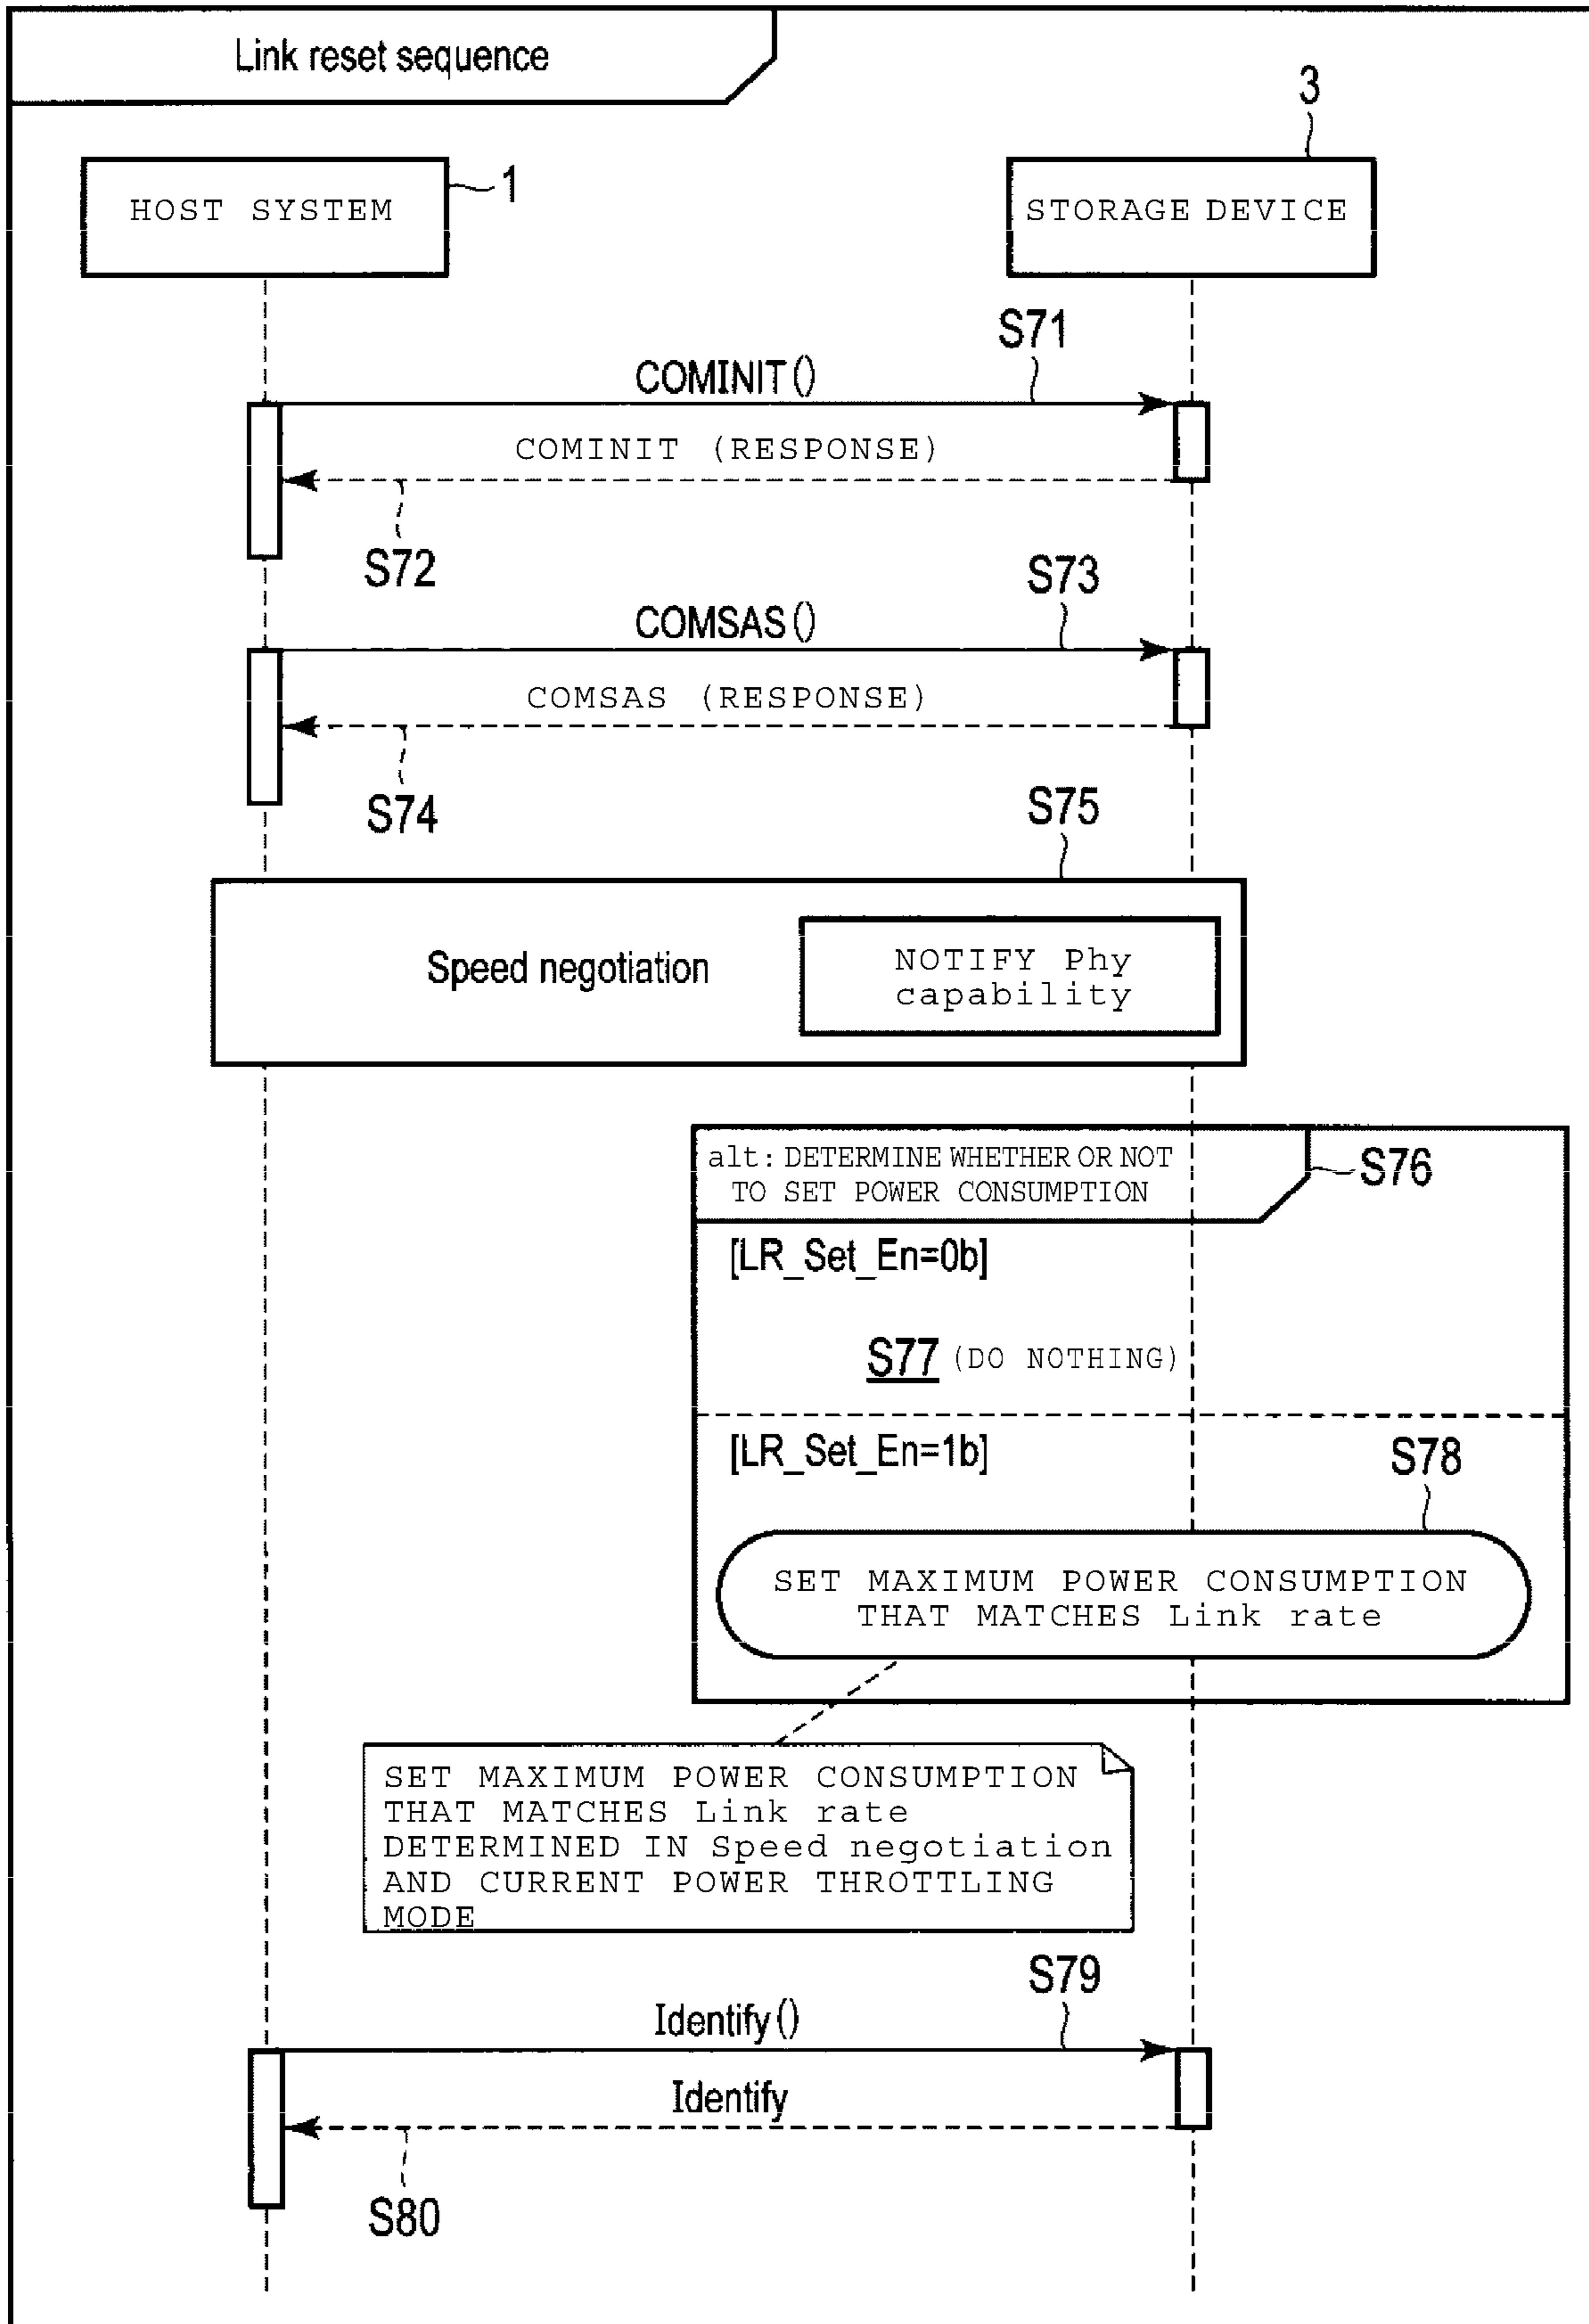 Link reset sequence
3
1
HOST SYSTEM
STORAGE DEVICE
S71
COMINIT()
COMINIT (RESPONSE)
S72
S73
COMSAS()
COMSAS (RESPONSE)
S74
S75
Speed negotiation
NOTIFY Phy
capability
alt: DETERMINE WHETHER OR NOT
TO SET POWER CONSUMPTION
S76
[LR_Set_En=0b]
S77 (DO NOTHING)
[LR_Set_En=1b]
S78
SET MAXIMUM POWER CONSUMPTION
THAT MATCHES Link rate
SET MAXIMUM POWER CONSUMPTION
THAT MATCHES Link rate
DETERMINED IN Speed negotiation
AND CURRENT POWER THROTTLING
MODE
S79
Identify()
Identify
S80